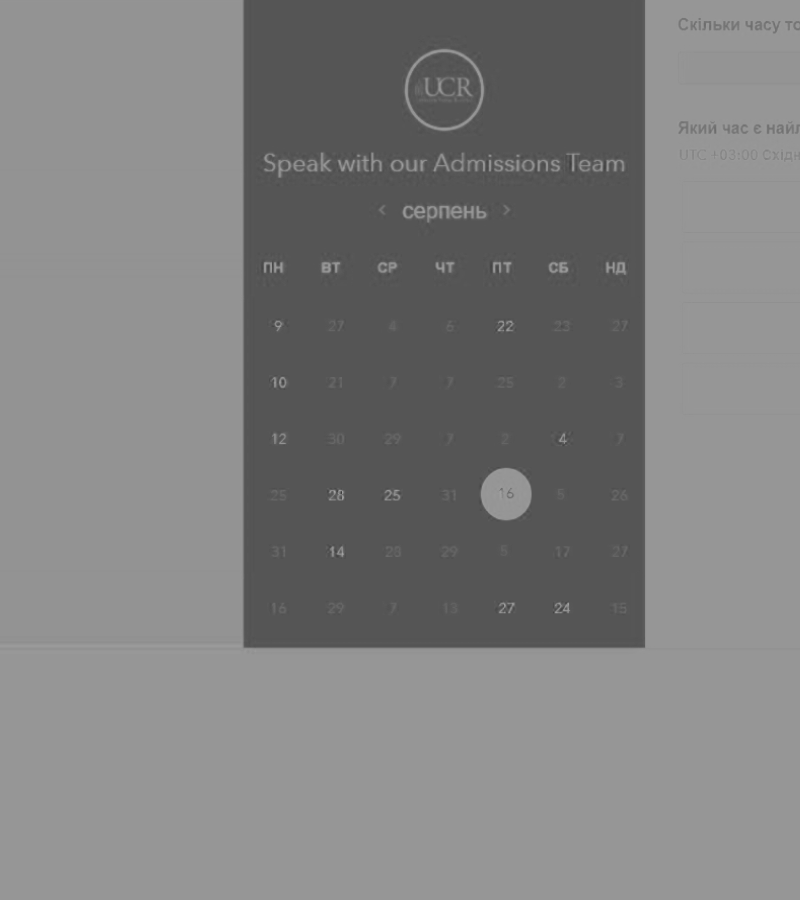 UCR
Speak with our Admissions Team
< серпень >
ПН ВТ СР ЧТ ПТ СБ НД
9 27 4 6 22 23 27
10 21 7 7 25 2 3
12 30 29 7 2 4 7
25 28 25 31 16 5 26
31 14 28 29 5 17 27
16 29 7 13 27 24 15
Скільки часу
Який час є
UTC +03:00